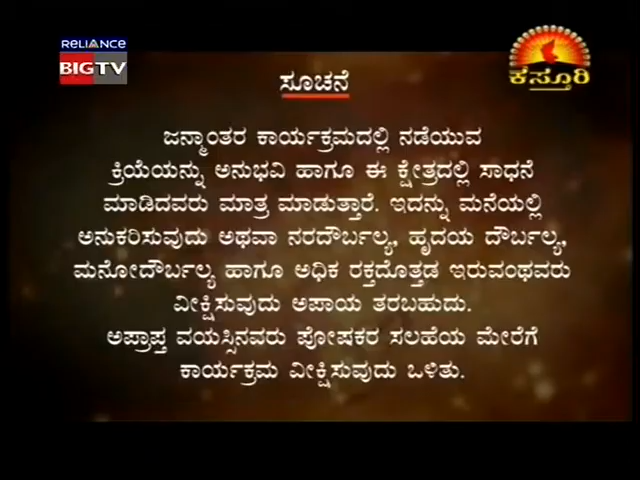 RELIANCE
BIGTV
ಕಸ್ತೂರಿ
ಸೂಚನೆ
ಜನ್ಮಾಂತರ ಕಾರ್ಯಕ್ರಮದಲ್ಲಿ ನಡೆಯುವ
ಕ್ರಿಯೆಯನ್ನು ಅನುಭವಿ ಹಾಗೂ ಈ ಕ್ಷೇತ್ರದಲ್ಲಿ ಸಾಧನೆ
ಮಾಡಿದವರು ಮಾತ್ರ ಮಾಡುತ್ತಾರೆ. ಇದನ್ನು ಮನೆಯಲ್ಲಿ
ಅನುಕರಿಸುವುದು ಅಥವಾ ನರದೌರ್ಬಲ್ಯ, ಹೃದಯ ದೌರ್ಬಲ್ಯ,
ಮನೋದೌರ್ಬಲ್ಯ ಹಾಗೂ ಅಧಿಕ ರಕ್ತದೊತ್ತಡ ಇರುವಂಥವರು
ವೀಕ್ಷಿಸುವುದು ಅಪಾಯ ತರಬಹುದು.
ಅಪ್ರಾಪ್ತ ವಯಸ್ಸಿನವರು ಪೋಷಕರ ಸಲಹೆಯ ಮೇರೆಗೆ
ಕಾರ್ಯಕ್ರಮ ವೀಕ್ಷಿಸುವುದು ಒಳಿತು.